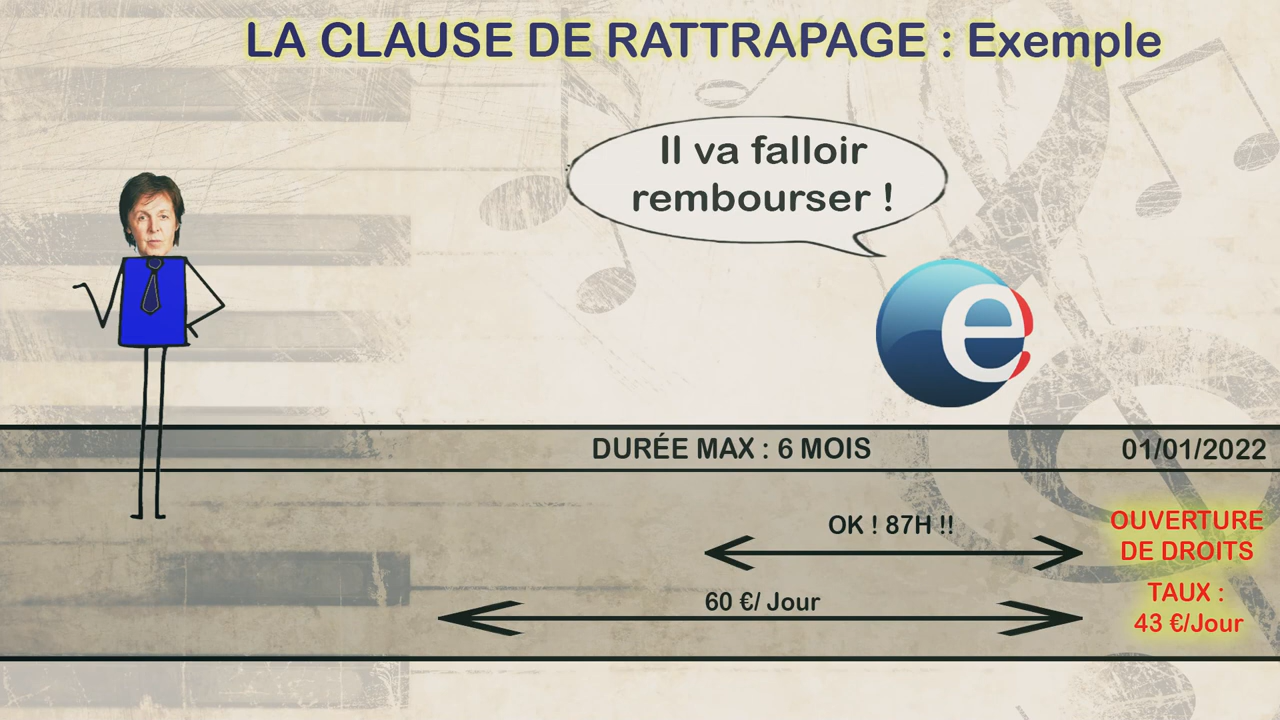 LA CLAUSE DE RATTRAPAGE : Exemple
Il va falloir
rembourser !
e
DURÉE MAX : 6 MOIS
01/01/2022
OK ! 87H !!
OUVERTURE
DE DROITS
60 €/ Jour
TAUX :
43 €/Jour